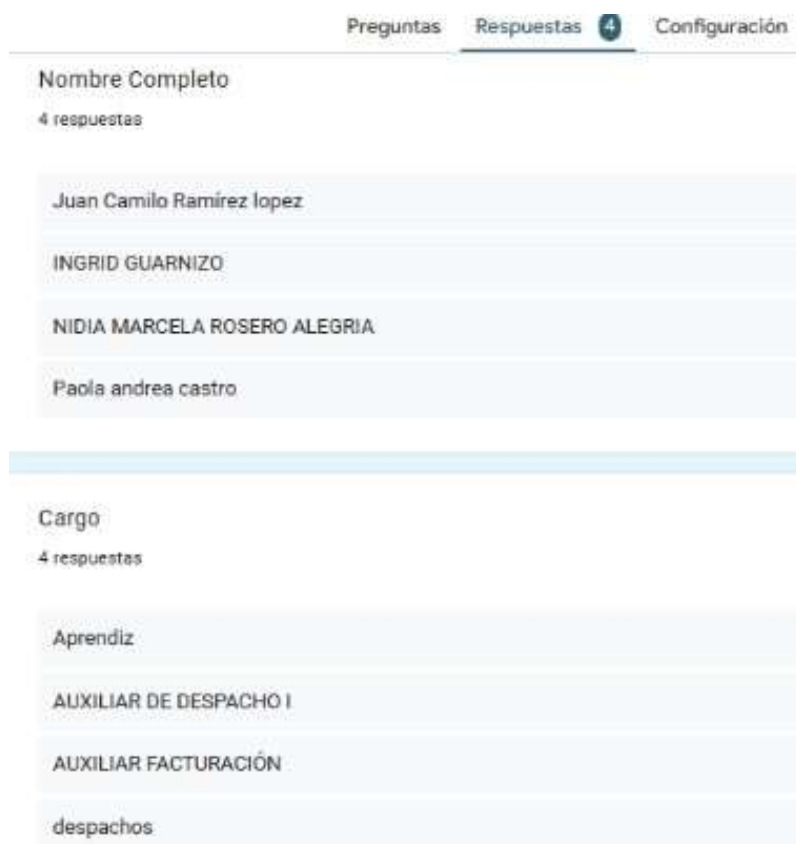 Preguntas Respuestas 4 Configuración
Nombre Completo
4 respuestas
Juan Camilo Ramírez lopez
INGRID GUARNIZO
NIDIA MARCELA ROSERO ALEGRIA
Paola andrea castro
Cargo
4 respuestas
Aprendiz
AUXILIAR DE DESPACHO I
AUXILIAR FACTURACIÓN
despachos